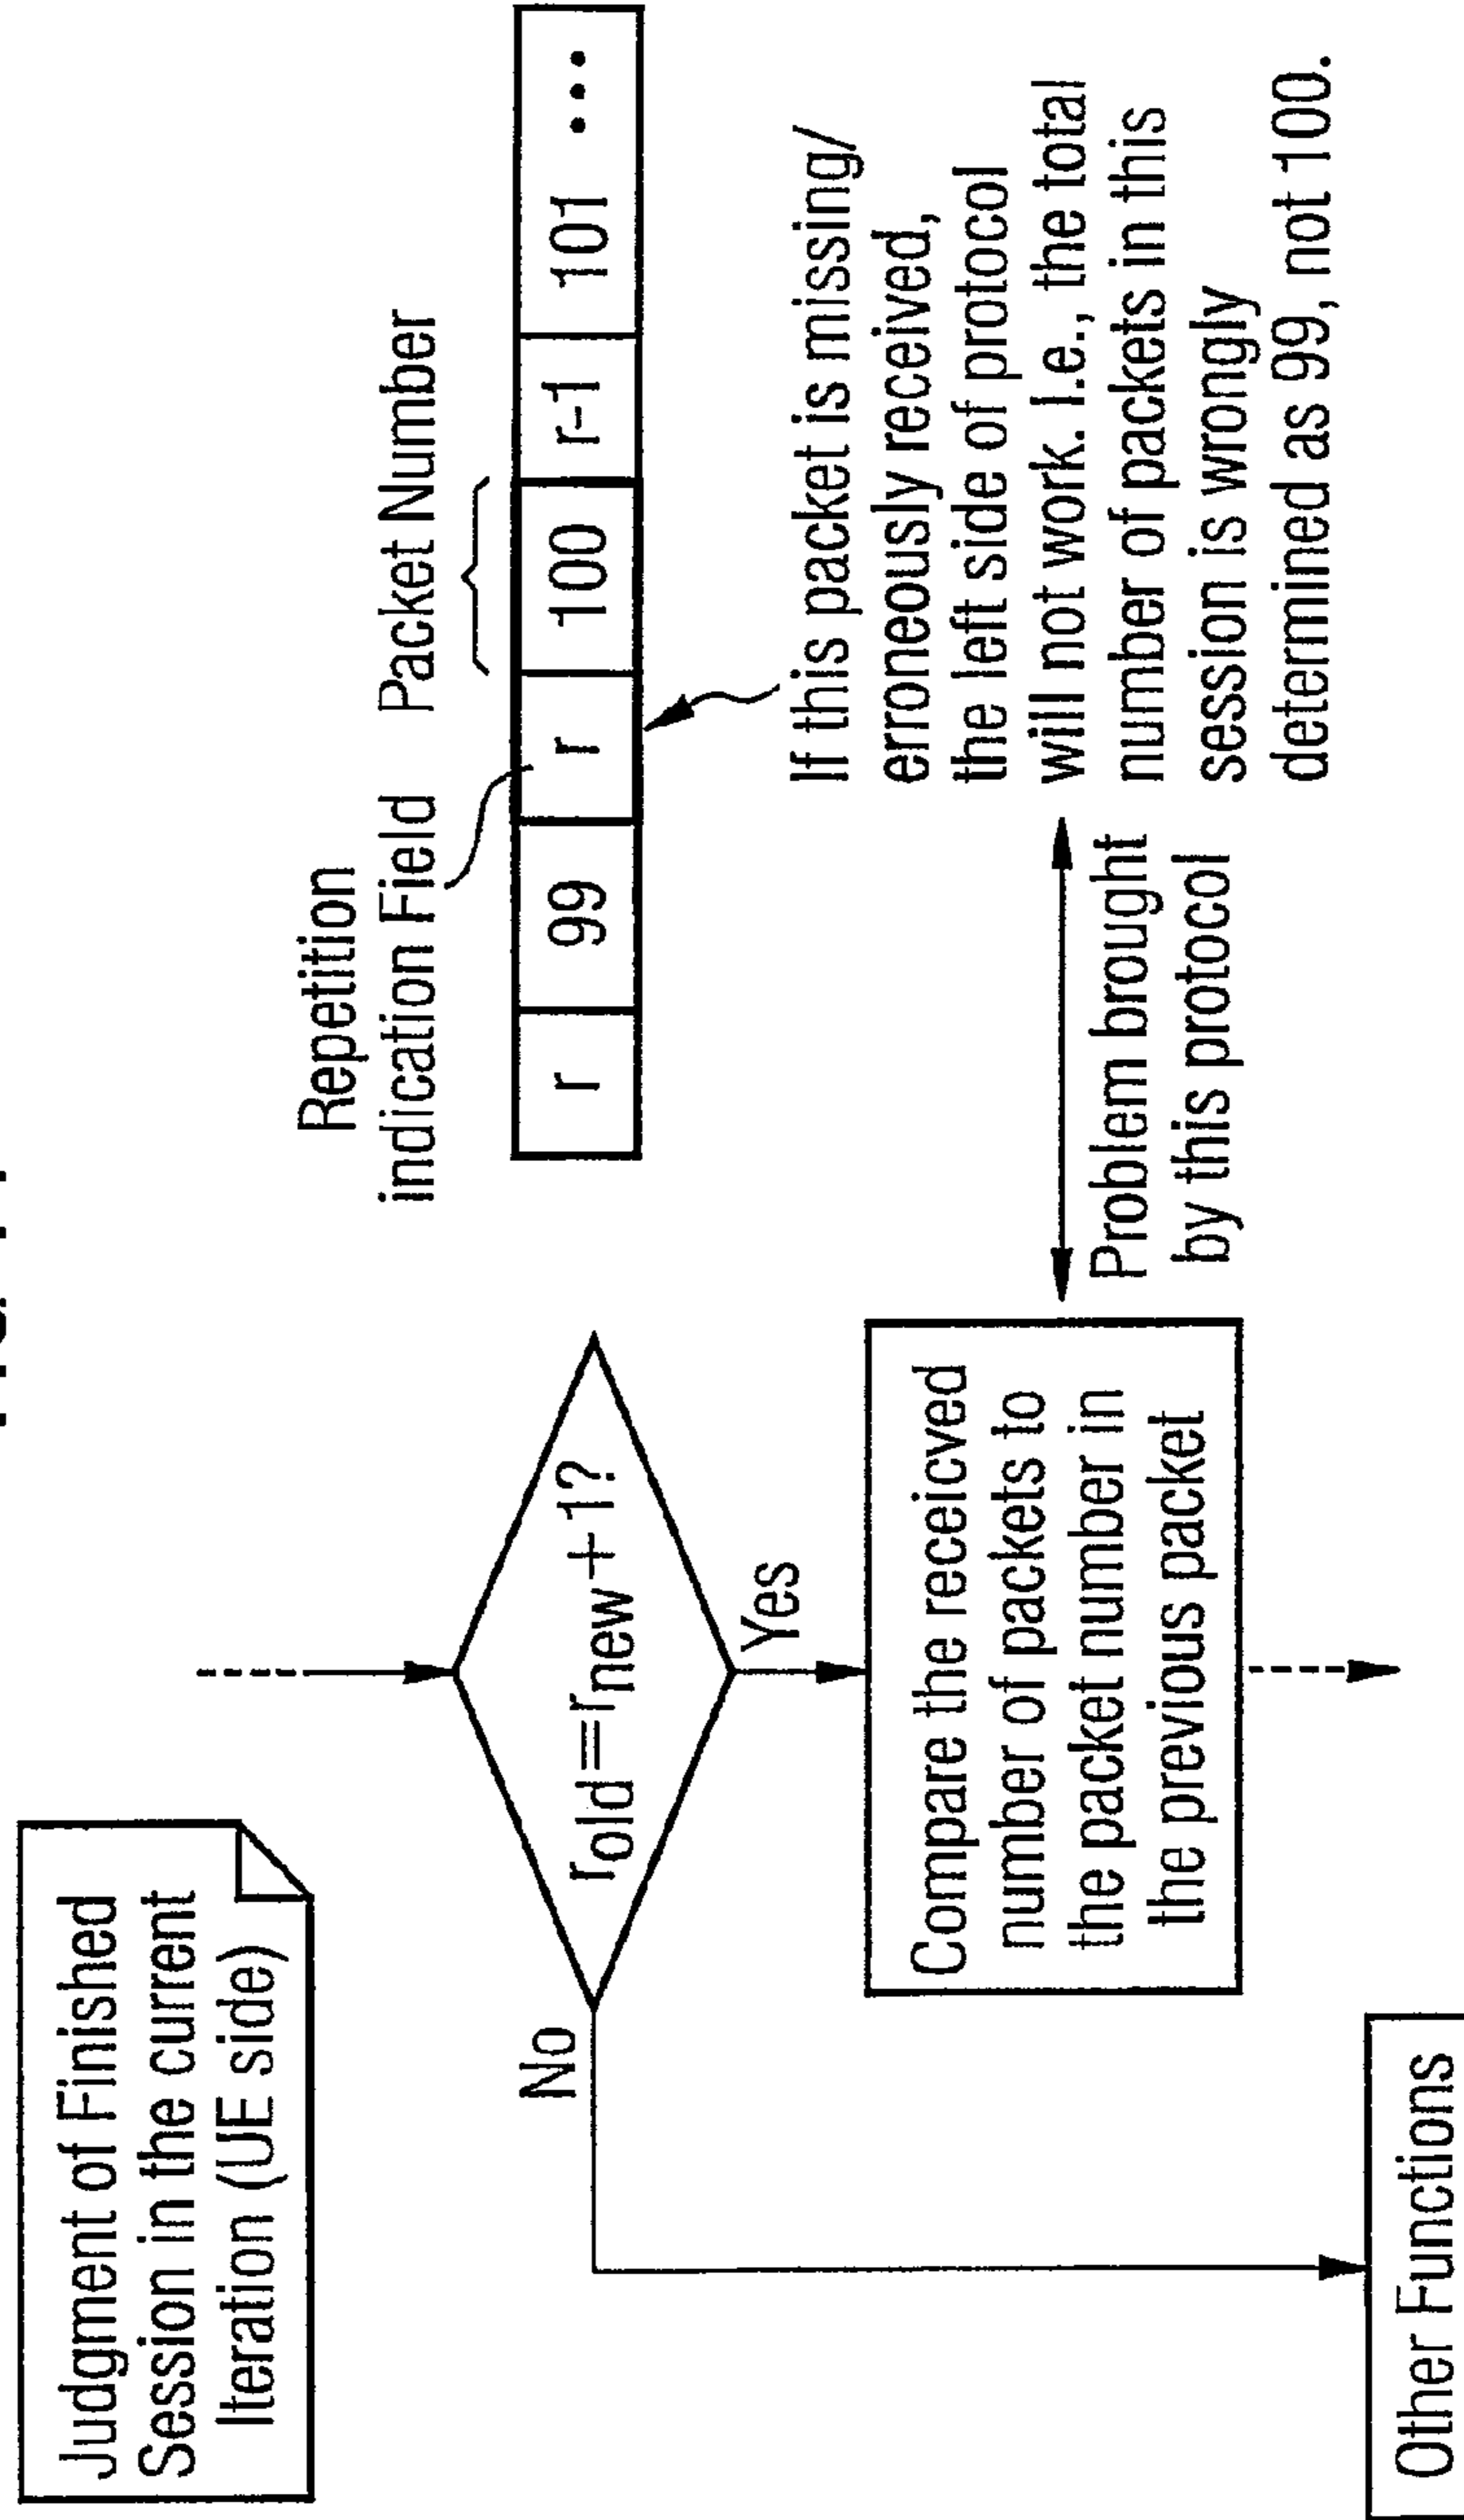 Judgment of Finished
Session in the current
Iteration (UE side)
rold=rnew+1?
No
Yes
Compare the receicved
number of packets to
the packet number in
the previous packet
Other Functions
Repetition
indication Field
Packet Number
r 99 r 100 r-1 101 •••
If this packet is missing/
erroneously received,
the left side of protocol
will not work. i.e., the total
number of packets in this
session is wrongly
determined as 99, not 100.
Problem brought
by this protocol